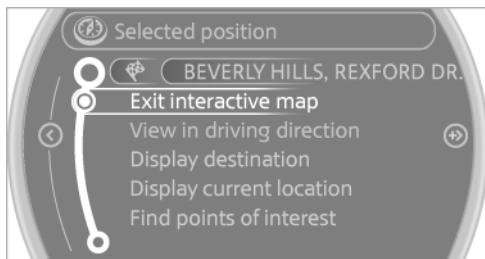 Selected position
BEVERLY HILLS, REXFORD DR.
Exit interactive map
View in driving direction
Display destination
Display current location
Find points of interest